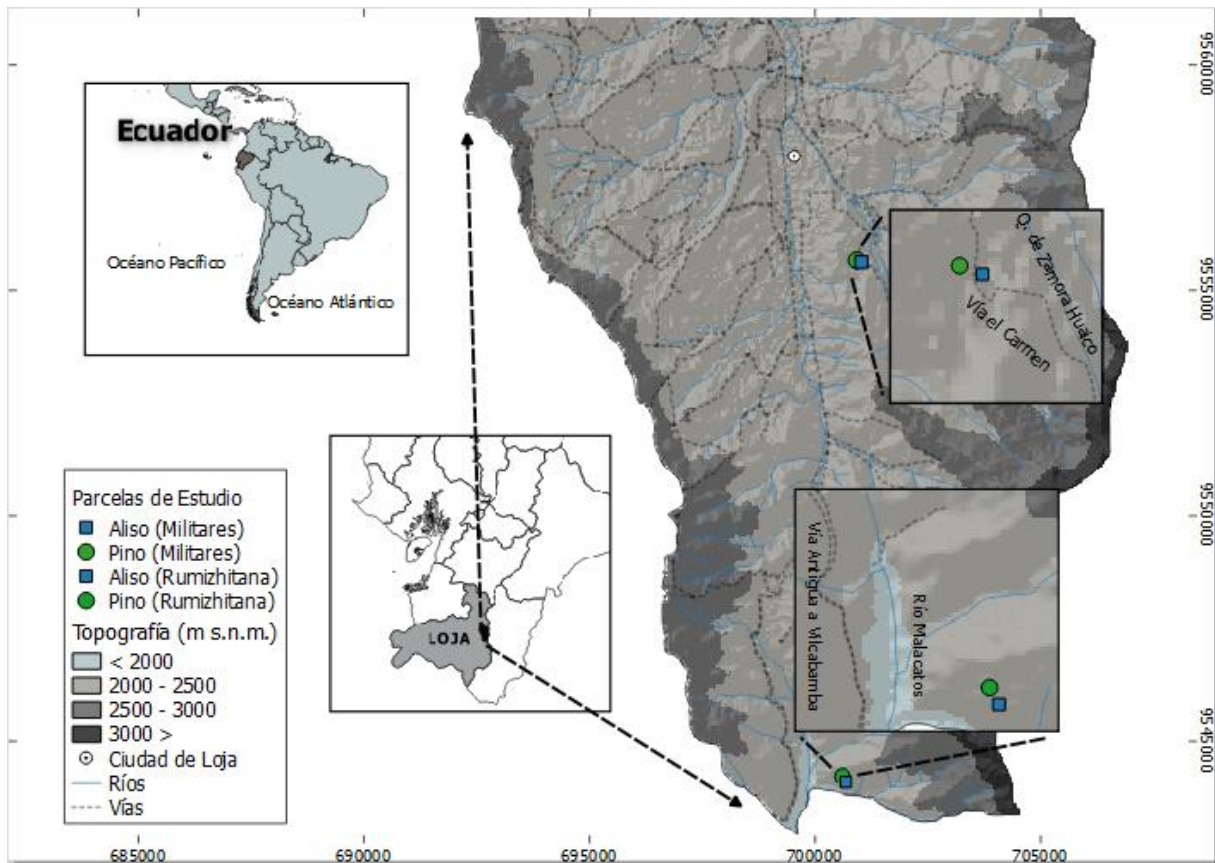 Ecuador
Océano Pacífico
Océano Atlántico
LOJA
Parcelas de Estudio
Aliso (Militares)
Pino (Militares)
Aliso (Rumizhitana)
Pino (Rumizhitana)
Topografía (m s.n.m.)
< 2000
2000 - 2500
2500 - 3000
3000 >
Ciudad de Loja
Ríos
Vías
Q. de Zamora Huaico
Vía el Carmen
Vía Antigua a Vilcabamba
Río Malacatos
9560000
9555000
9550000
9545000
685000
690000
695000
700000
705000